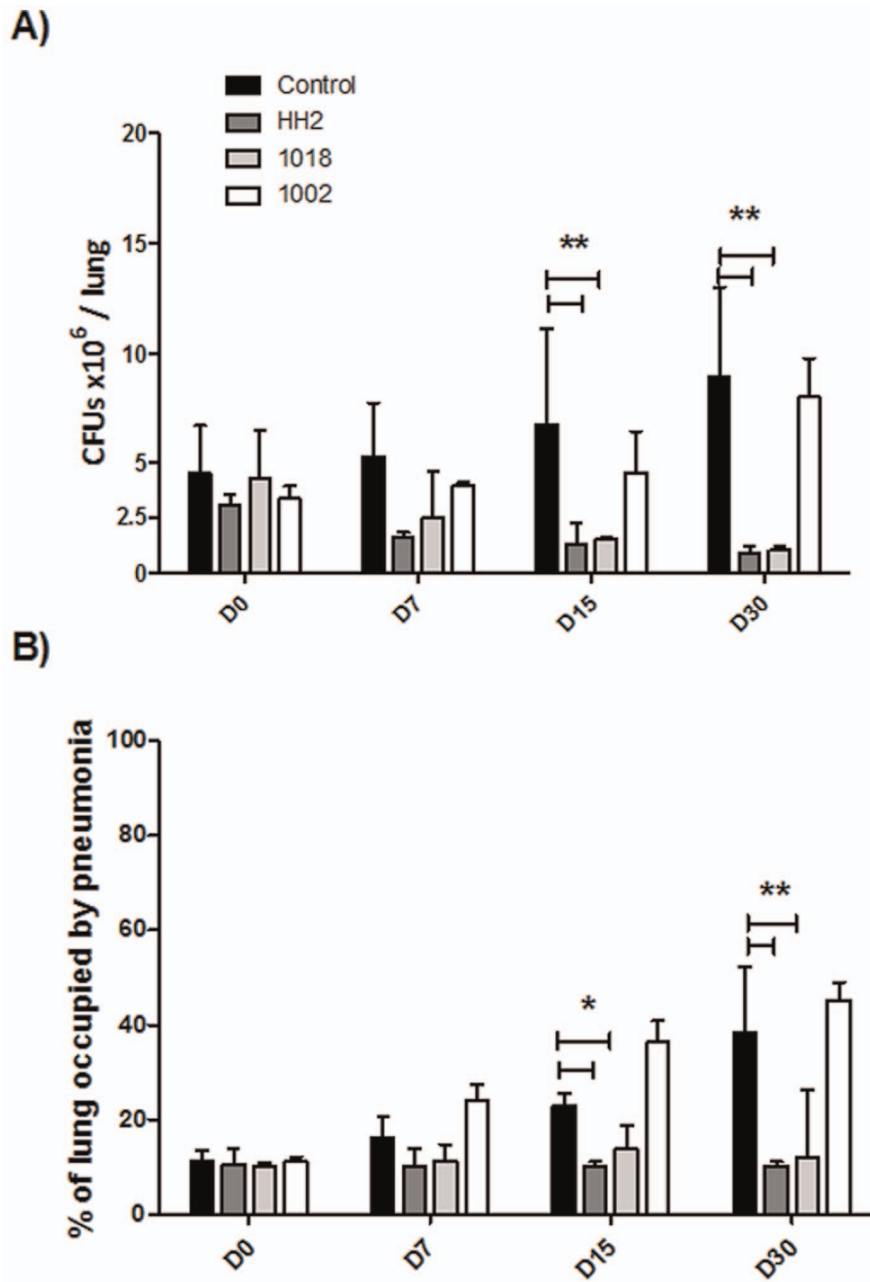 A)
Control
HH2
1018
1002
CFUs x10⁶ / lung
20
15
10
5
2.5
0
**
**
D0 D7 D15 D30
B)
% of lung occupied by pneumonia
100
80
60
40
20
0
*
**
D0 D7 D15 D30